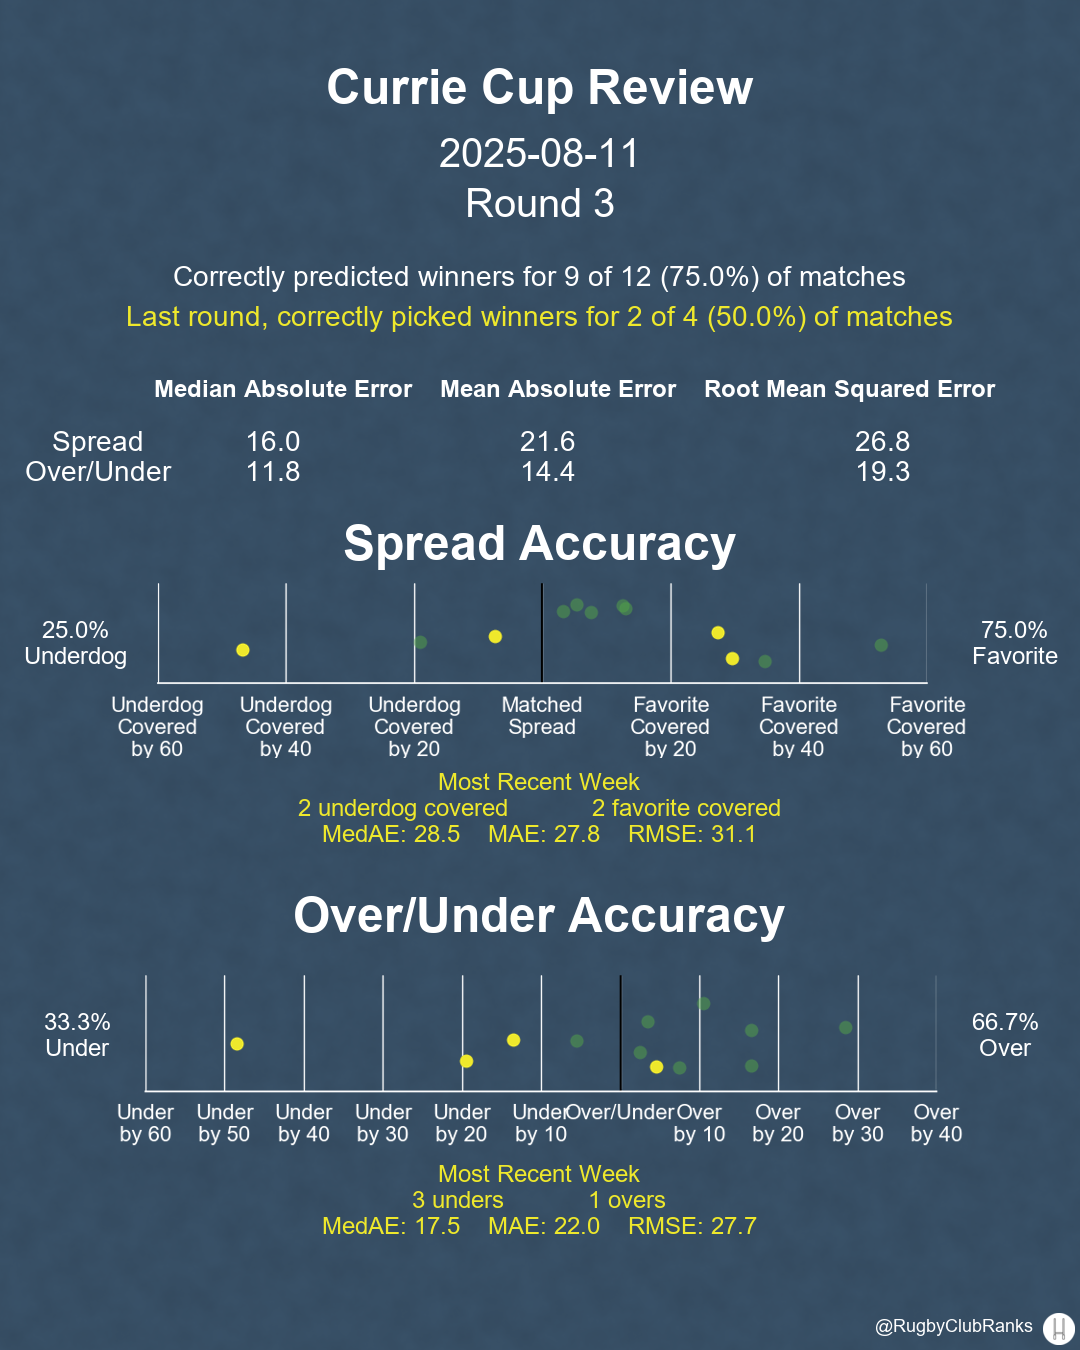 Currie Cup Review
2025-08-11
Round 3
Correctly predicted winners for 9 of 12 (75.0%) of matches
Last round, correctly picked winners for 2 of 4 (50.0%) of matches
Median Absolute Error Mean Absolute Error Root Mean Squared Error
Spread 16.0 21.6 26.8
Over/Under 11.8 14.4 19.3
Spread Accuracy
25.0% 75.0%
Underdog Favorite
Underdog Underdog Underdog Matched Favorite Favorite Favorite
Covered Covered Covered Spread Covered Covered Covered
by 60 by 40 by 20 by 20 by 40 by 60
Most Recent Week
2 underdog covered 2 favorite covered
MedAE: 28.5 MAE: 27.8 RMSE: 31.1
Over/Under Accuracy
33.3% 66.7%
Under Over
Under Under Under Under Under Under Over/Under Over Over Over Over
by 60 by 50 by 40 by 30 by 20 by 10 by 10 by 20 by 30 by 40
Most Recent Week
3 unders 1 overs
MedAE: 17.5 MAE: 22.0 RMSE: 27.7
@RugbyClubRanks